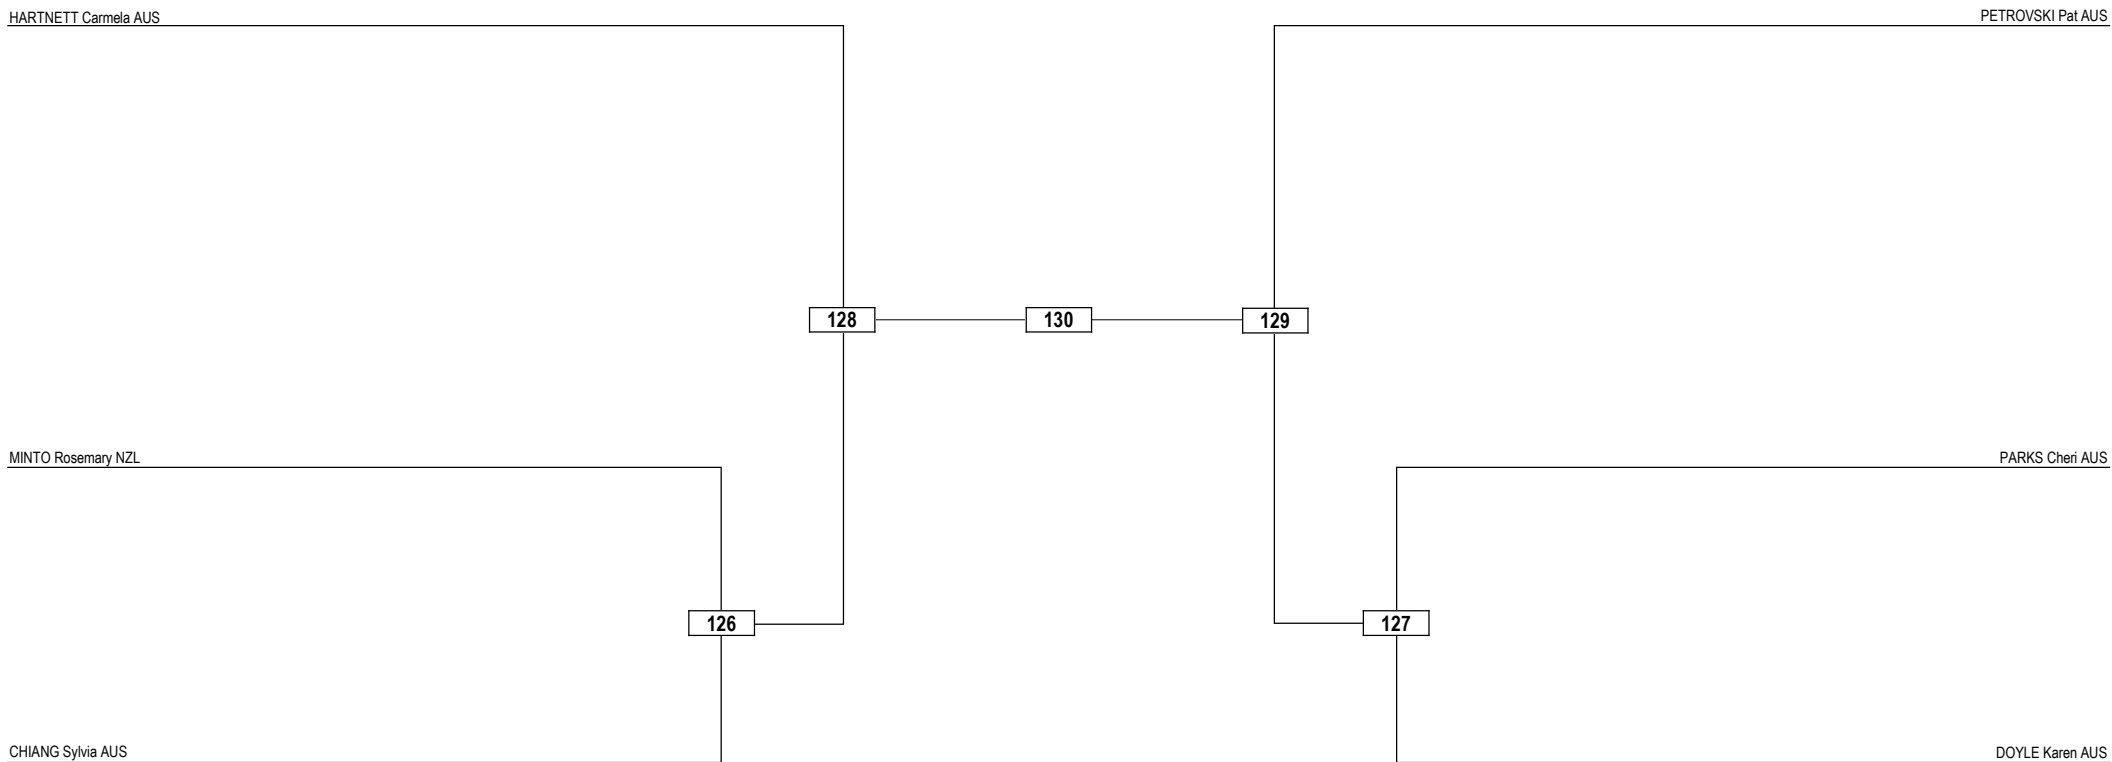 HARTNETT Carmela AUS
PETROVSKI Pat AUS
128
130
129
MINTO Rosemary NZL
PARKS Cheri AUS
126
127
CHIANG Sylvia AUS
DOYLE Karen AUS